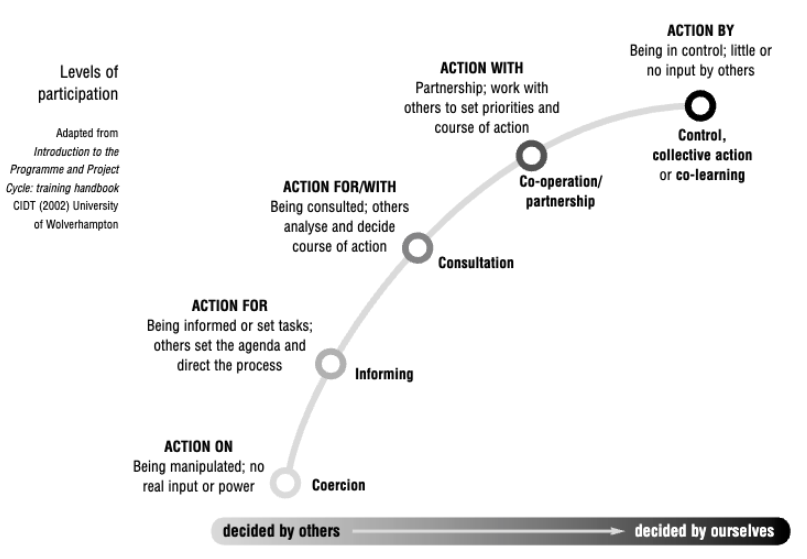 Levels of
participation
Adapted from
Introduction to the
Programme and Project
Cycle: training handbook
CIDT (2002) University
of Wolverhampton
ACTION BY
Being in control; little or
no input by others
Control,
collective action
or co-learning
ACTION WITH
Partnership; work with
others to set priorities and
course of action
Co-operation/
partnership
ACTION FOR/WITH
Being consulted; others
analyse and decide
course of action
Consultation
ACTION FOR
Being informed or set tasks;
others set the agenda and
direct the process
Informing
ACTION ON
Being manipulated; no
real input or power
Coercion
decided by others
decided by ourselves